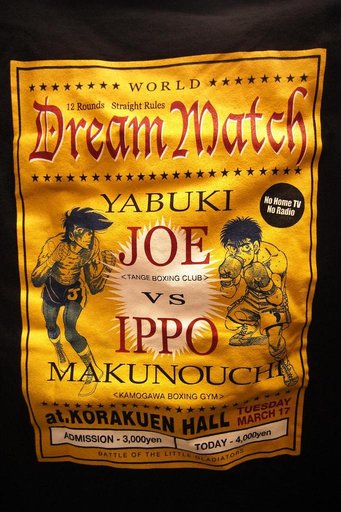 WORLD
12 Rounds Straight Rules
Dream Match
No Home TV
No Radio
YABUKI
JOE
<TANGE BOXING CLUB>
VS
IPPO
MAKUNOUCHI
<KAMOGAWA BOXING GYM>
at.KORAKUEN HALL
TUESDAY
MARCH 17
ADMISSION - 3,000yen
TODAY - 4,000yen
BATTLE OF THE LITTLE GLADIATORS